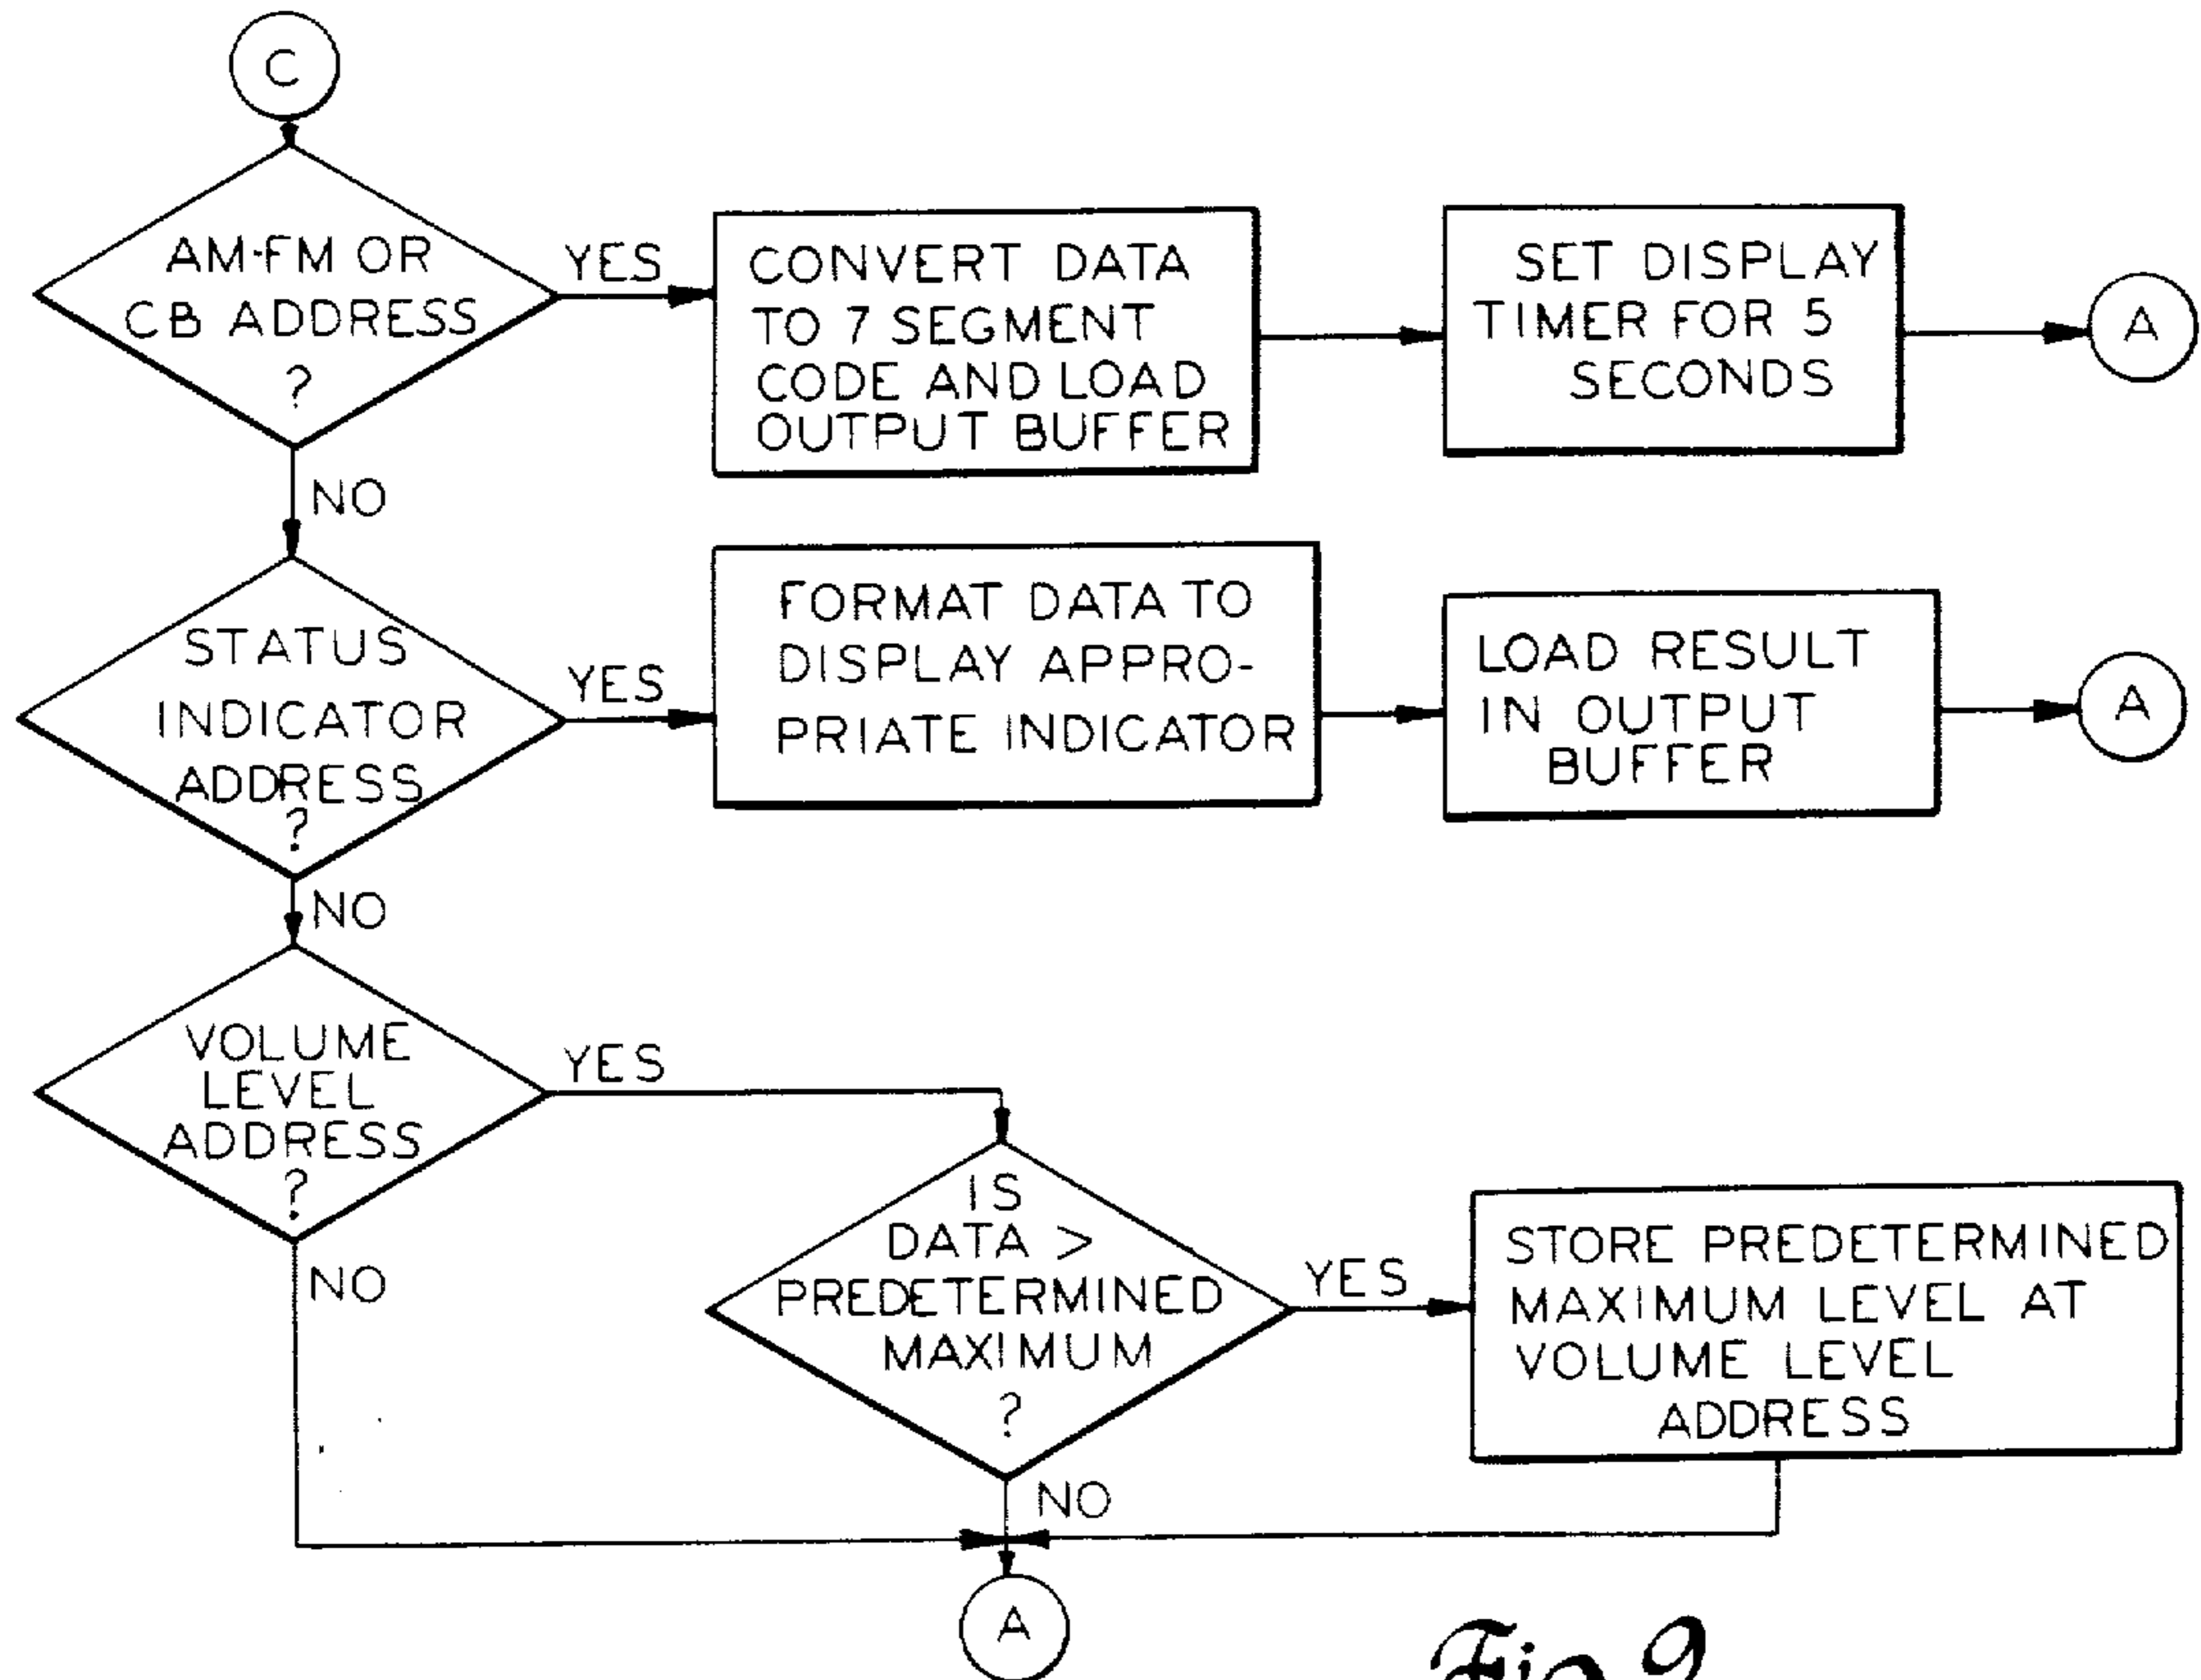 C
AM-FM OR
CB ADDRESS
?
YES
CONVERT DATA
TO 7 SEGMENT
CODE AND LOAD
OUTPUT BUFFER
SET DISPLAY
TIMER FOR 5
SECONDS
A
NO
STATUS
INDICATOR
ADDRESS
?
YES
FORMAT DATA TO
DISPLAY APPRO-
PRIATE INDICATOR
LOAD RESULT
IN OUTPUT
BUFFER
A
NO
VOLUME
LEVEL
ADDRESS
?
YES
NO
IS
DATA >
PREDETERMINED
MAXIMUM
?
YES
STORE PREDETERMINED
MAXIMUM LEVEL AT
VOLUME LEVEL
ADDRESS
NO
A
Fig 9